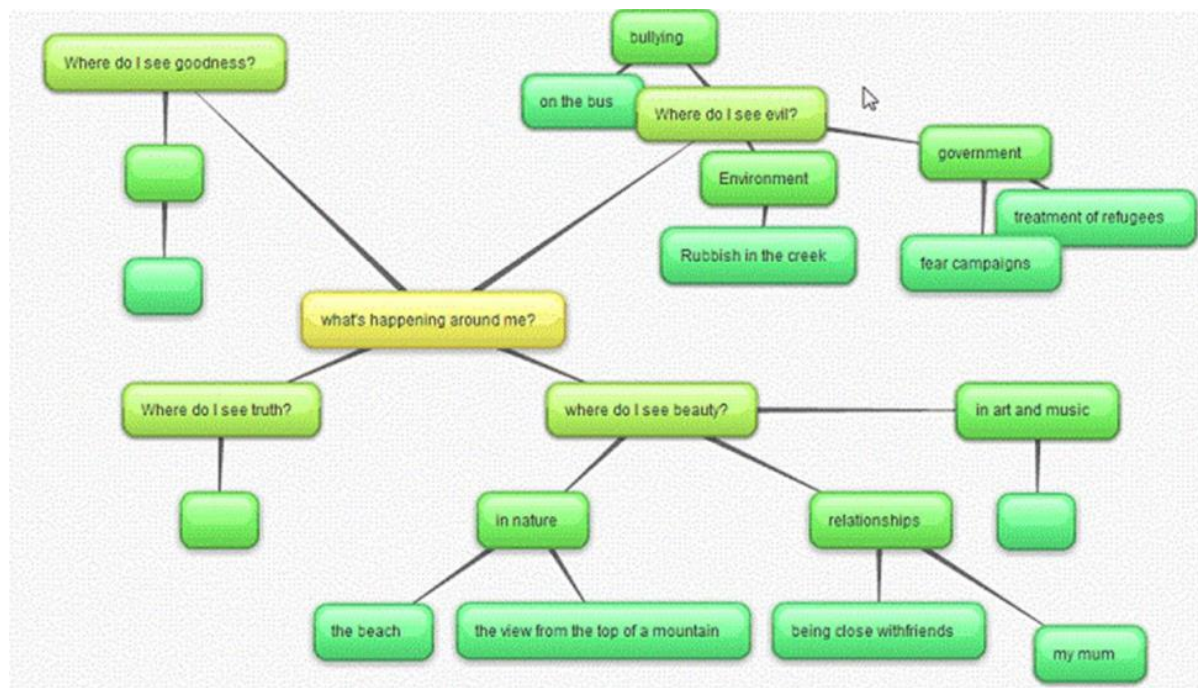 bullying
Where do I see goodness?
on the bus
Where do I see evil?
government
Environment
treatment of refugees
Rubbish in the creek
fear campaigns
what's happening around me?
Where do I see truth?
where do I see beauty?
in art and music
in nature
relationships
the beach
the view from the top of a mountain
being close withfriends
my mum